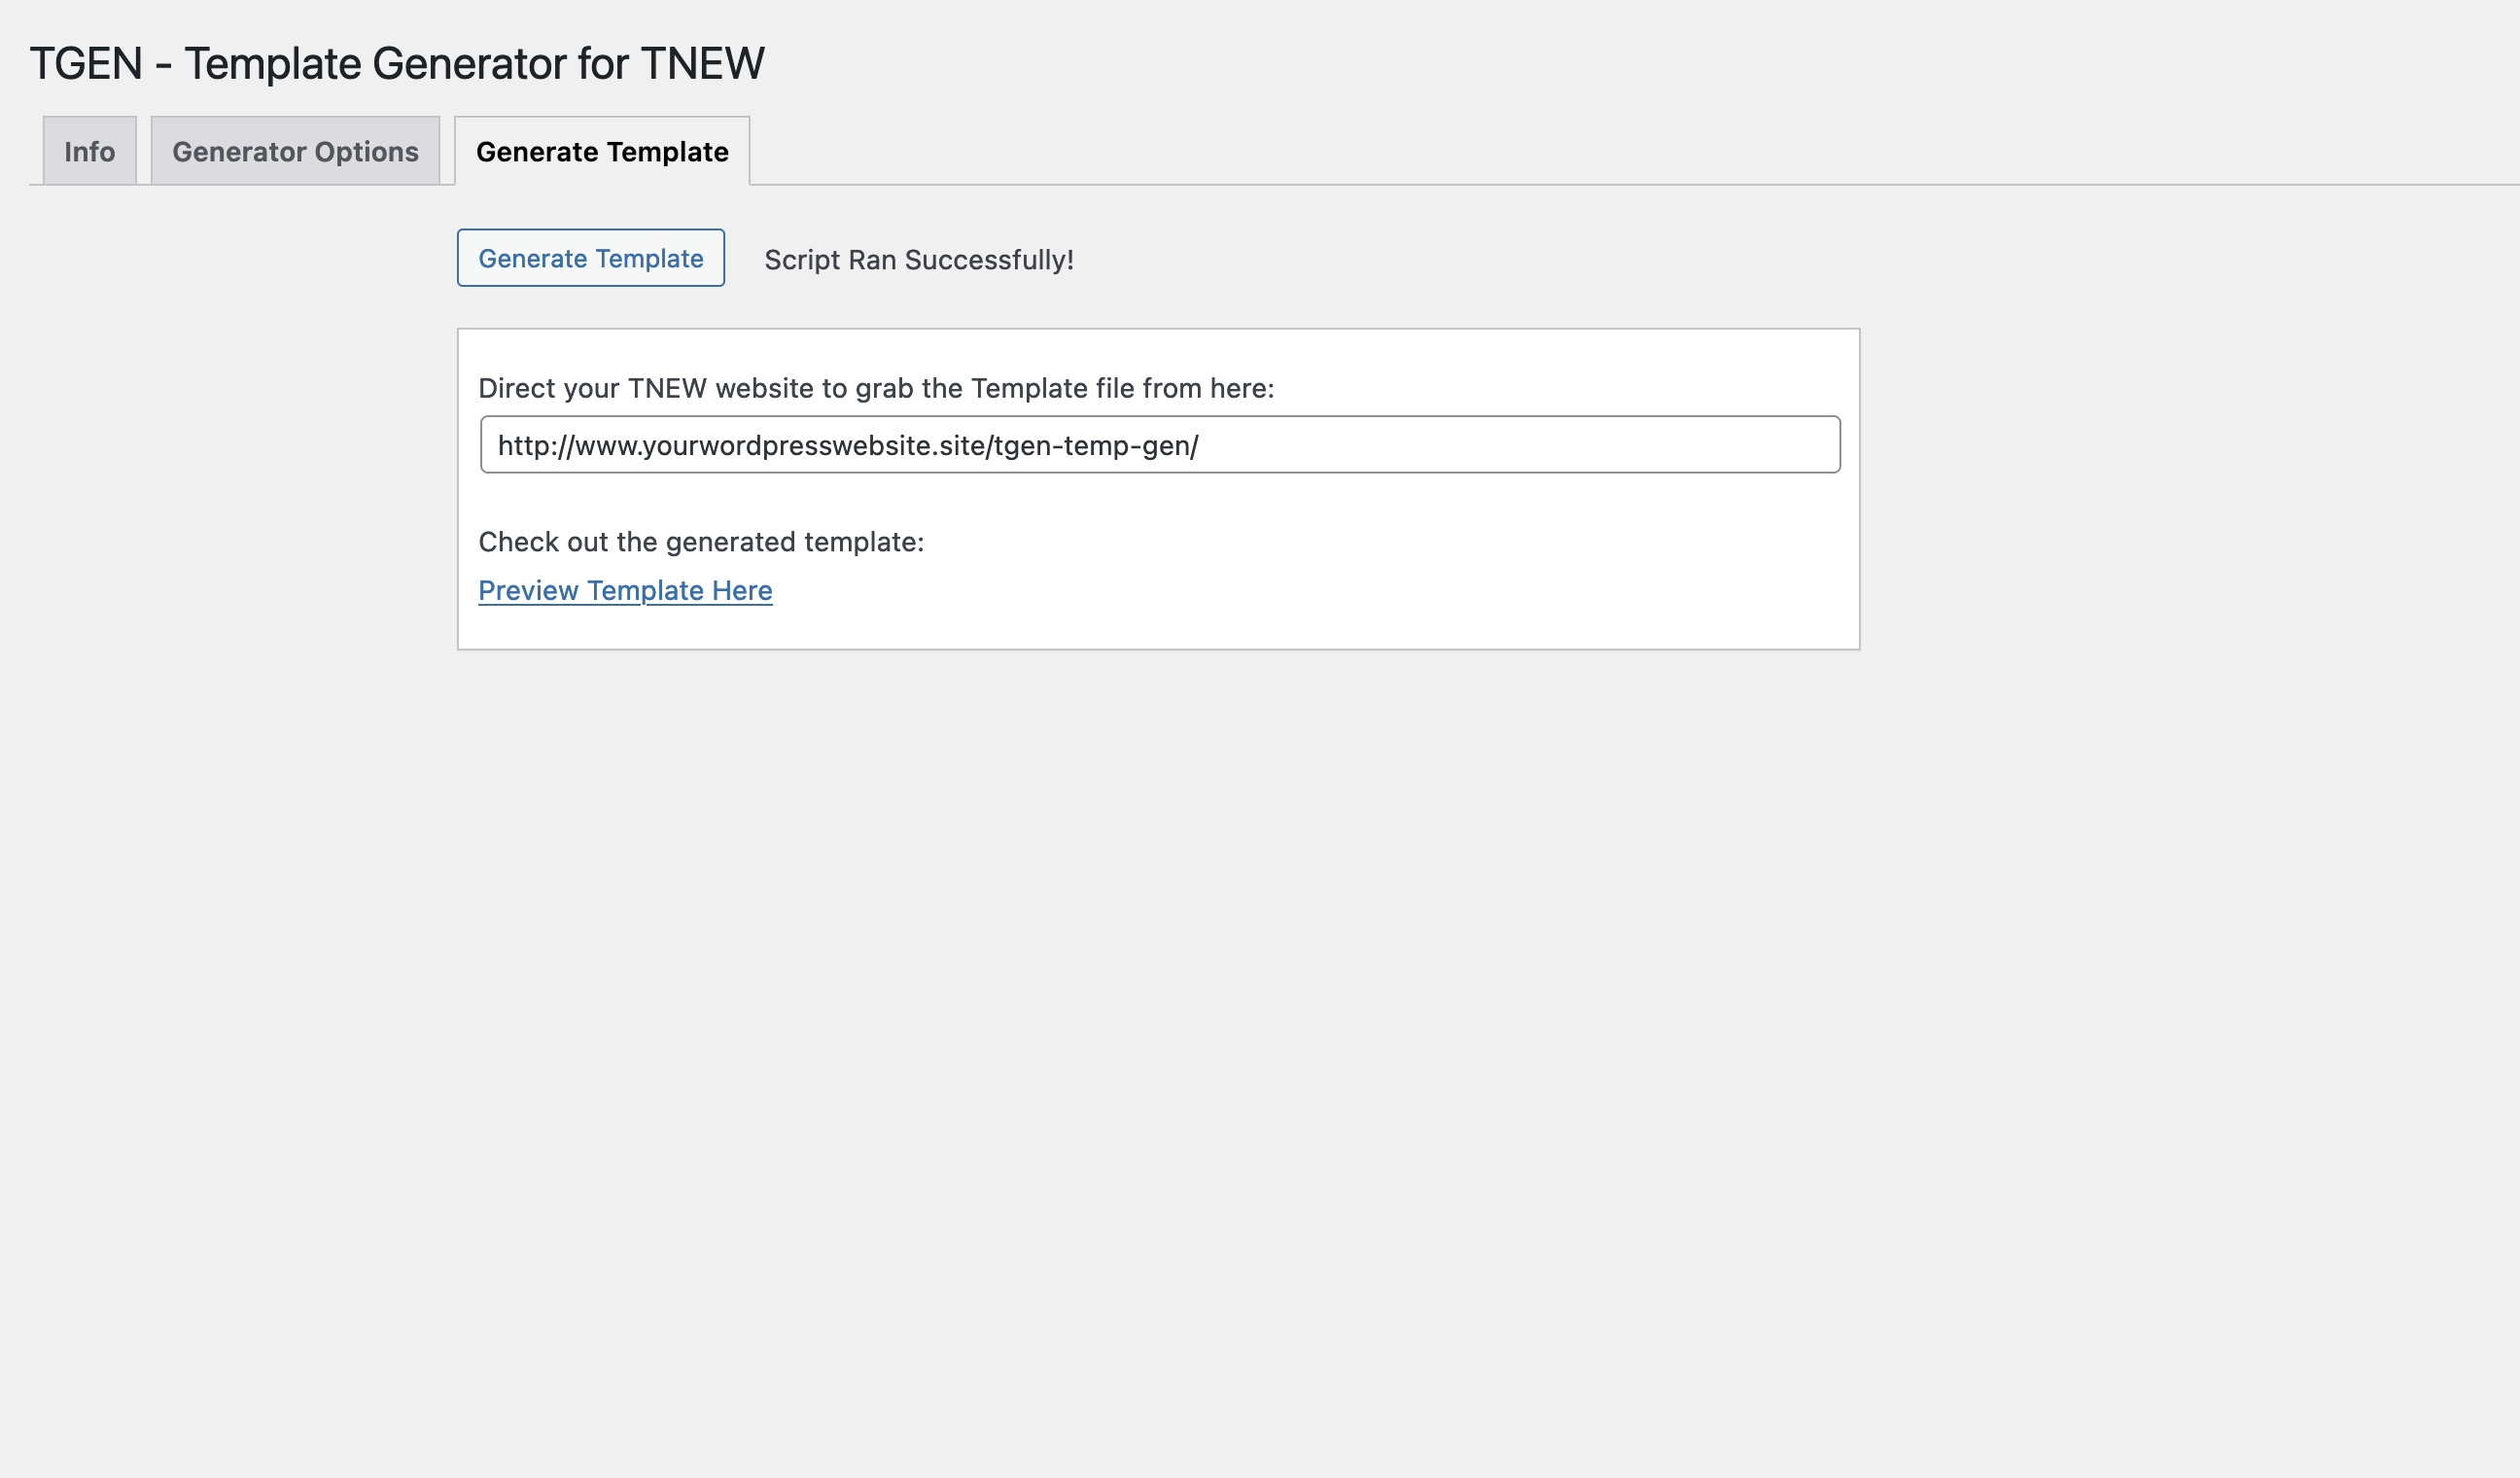 TGEN - Template Generator for TNEW
Info
Generator Options
Generate Template
Generate Template
Script Ran Successfully!
Direct your TNEW website to grab the Template file from here:
http://www.yourwordpresswebsite.site/tgen-temp-gen/
Check out the generated template:
Preview Template Here